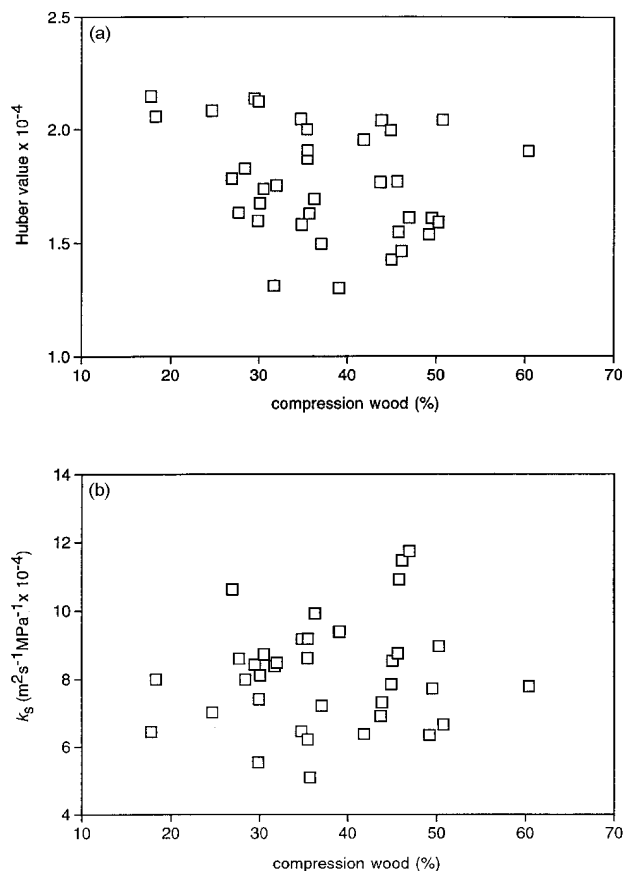 (a)
2.5
2.0
1.5
1.0
Huber value x 10⁻⁴
10 20 30 40 50 60 70
compression wood (%)
(b)
14
12
10
8
6
4
kₛ (m²s⁻¹MPa⁻¹x 10⁻⁴)
10 20 30 40 50 60 70
compression wood (%)